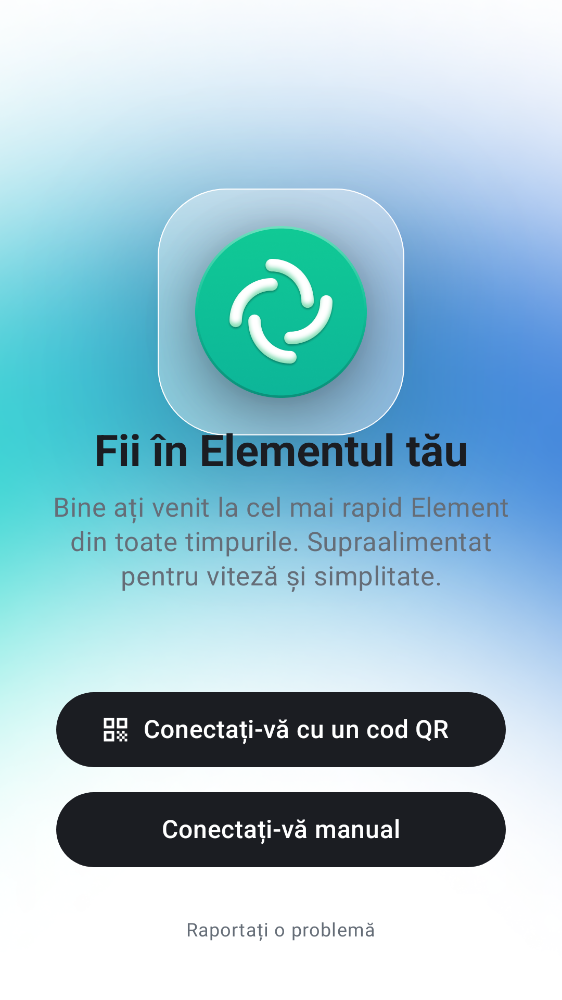 Fii în Elementul tău
Bine ați venit la cel mai rapid Element
din toate timpurile. Supraalimentat
pentru viteză și simplitate.
Conectați-vă cu un cod QR
Conectați-vă manual
Raportați o problemă